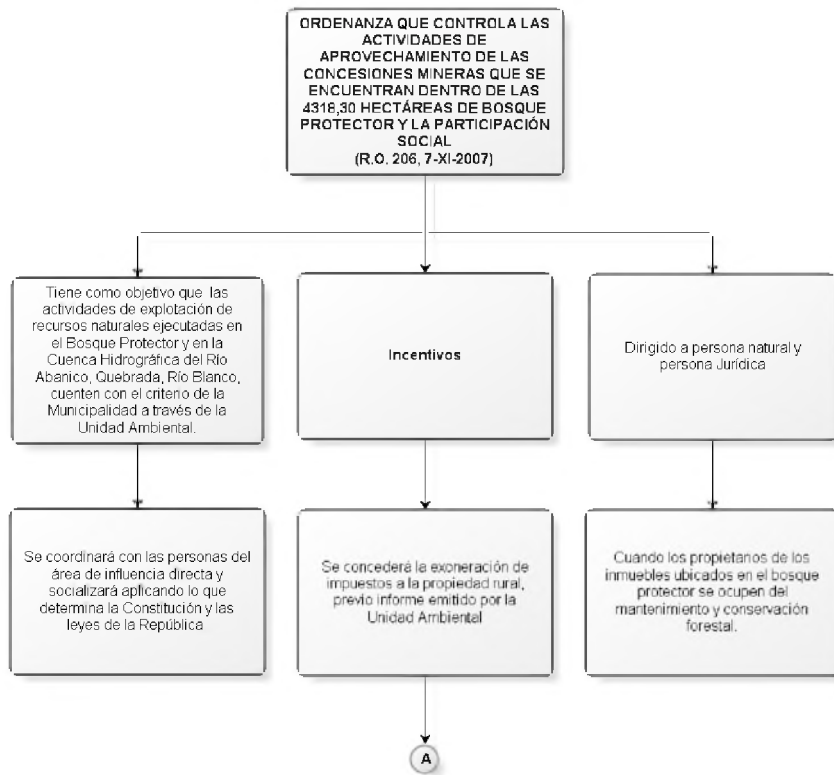 ORDENANZA QUE CONTROLA LAS
ACTIVIDADES DE
APROVECHAMIENTO DE LAS
CONCESIONES MINERAS QUE SE
ENCUENTRAN DENTRO DE LAS
4318,30 HECTÁREAS DE BOSQUE
PROTECTOR Y LA PARTICIPACIÓN
SOCIAL
(R.O. 206, 7-XI-2007)
Tiene como objetivo que las
actividades de explotación de
recursos naturales ejecutadas en
el Bosque Protector y en la
Cuenca Hidrográfica del Río
Abanico, Quebrada, Río Blanco,
cuenten con el criterio de la
Municipalidad a través de la
Unidad Ambiental.
Incentivos
Dirigido a persona natural y
persona Jurídica
Se coordinará con las personas del
área de influencia directa y
socializará aplicando lo que
determina la Constitución y las
leyes de la República
Se concederá la exoneración de
impuestos a la propiedad rural,
previo informe emitido por la
Unidad Ambiental
Cuando los propietarios de los
inmuebles ubicados en el bosque
protector se ocupen del
mantenimiento y conservación
forestal.
A